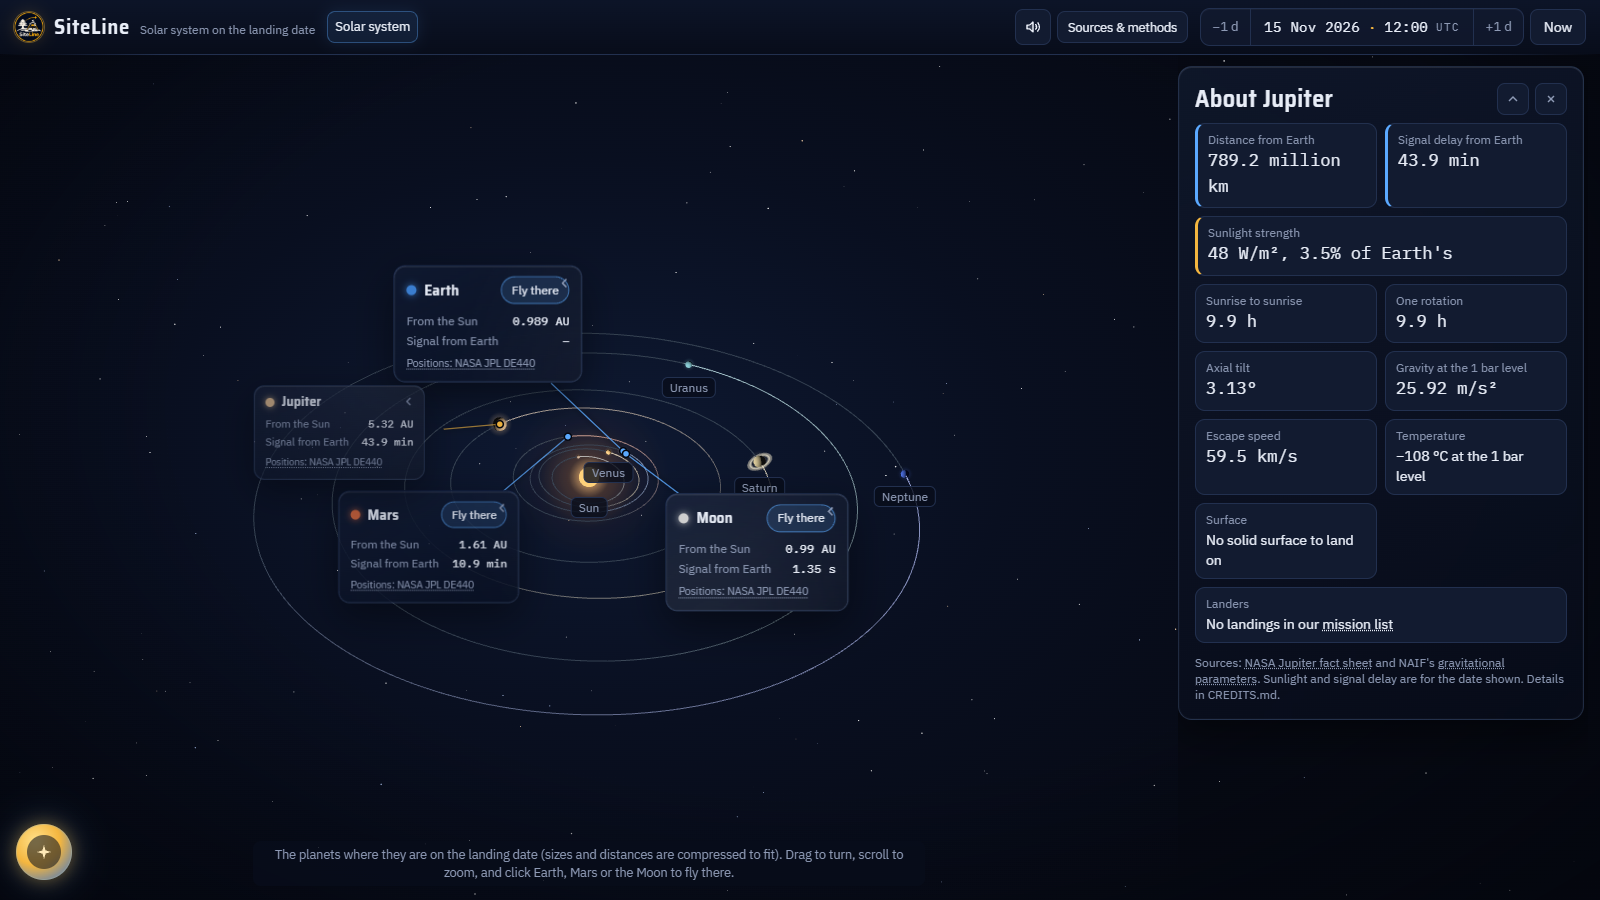 SiteLine Solar system on the landing date Solar system
Sources & methods −1 d 15 Nov 2026 · 12:00 UTC +1 d Now
Earth Fly there
From the Sun 0.989 AU
Signal from Earth –
Positions: NASA JPL DE440
Uranus
Jupiter
From the Sun 5.32 AU
Signal from Earth 43.9 min
Positions: NASA JPL DE440
Venus
Saturn
Neptune
Sun
Mars Fly there
From the Sun 1.61 AU
Signal from Earth 10.9 min
Positions: NASA JPL DE440
Moon Fly there
From the Sun 0.99 AU
Signal from Earth 1.35 s
Positions: NASA JPL DE440
The planets where they are on the landing date (sizes and distances are compressed to fit). Drag to turn, scroll to
zoom, and click Earth, Mars or the Moon to fly there.
About Jupiter
Distance from Earth
789.2 million
km
Signal delay from Earth
43.9 min
Sunlight strength
48 W/m², 3.5% of Earth's
Sunrise to sunrise
9.9 h
One rotation
9.9 h
Axial tilt
3.13°
Gravity at the 1 bar level
25.92 m/s²
Escape speed
59.5 km/s
Temperature
−108 °C at the 1 bar
level
Surface
No solid surface to land
on
Landers
No landings in our mission list
Sources: NASA Jupiter fact sheet and NAIF's gravitational
parameters. Sunlight and signal delay are for the date shown. Details
in CREDITS.md.